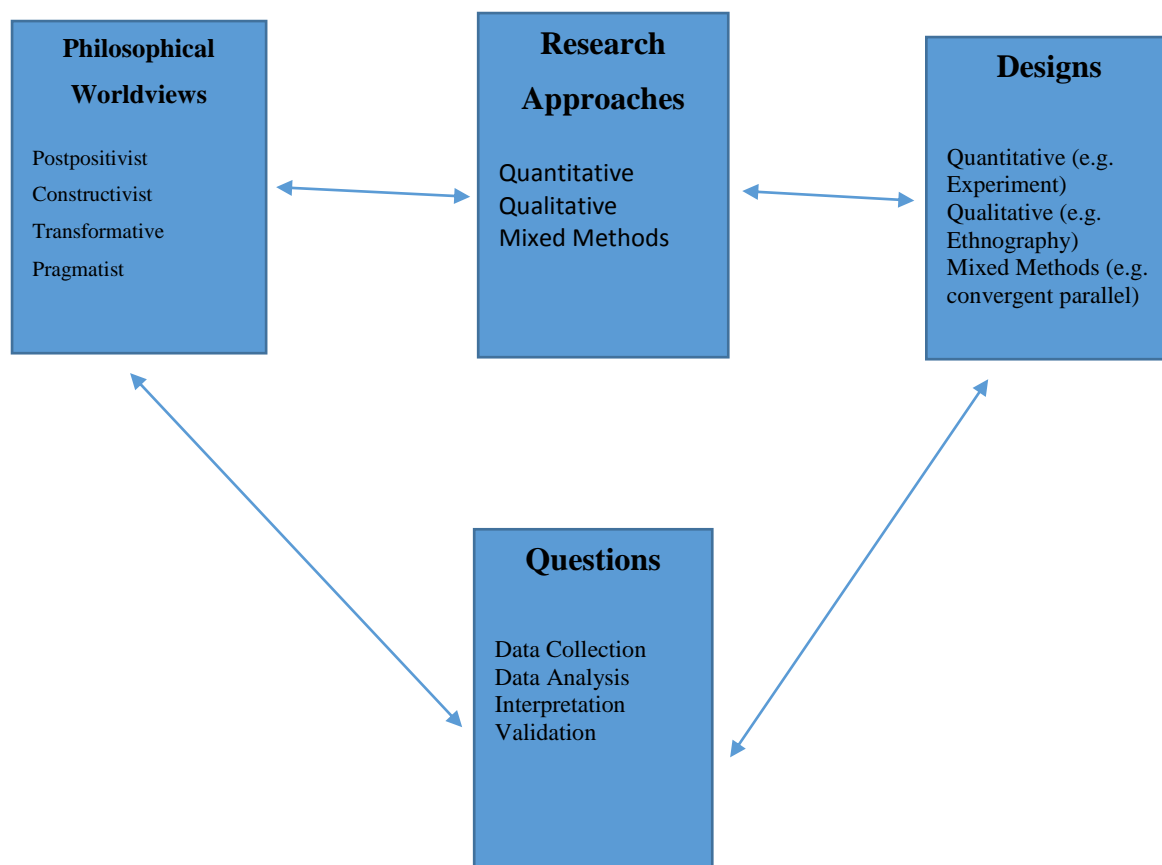 Philosophical
Worldviews
Postpositivist
Constructivist
Transformative
Pragmatist
Research
Approaches
Quantitative
Qualitative
Mixed Methods
Designs
Quantitative (e.g.
Experiment)
Qualitative (e.g.
Ethnography)
Mixed Methods (e.g.
convergent parallel)
Questions
Data Collection
Data Analysis
Interpretation
Validation